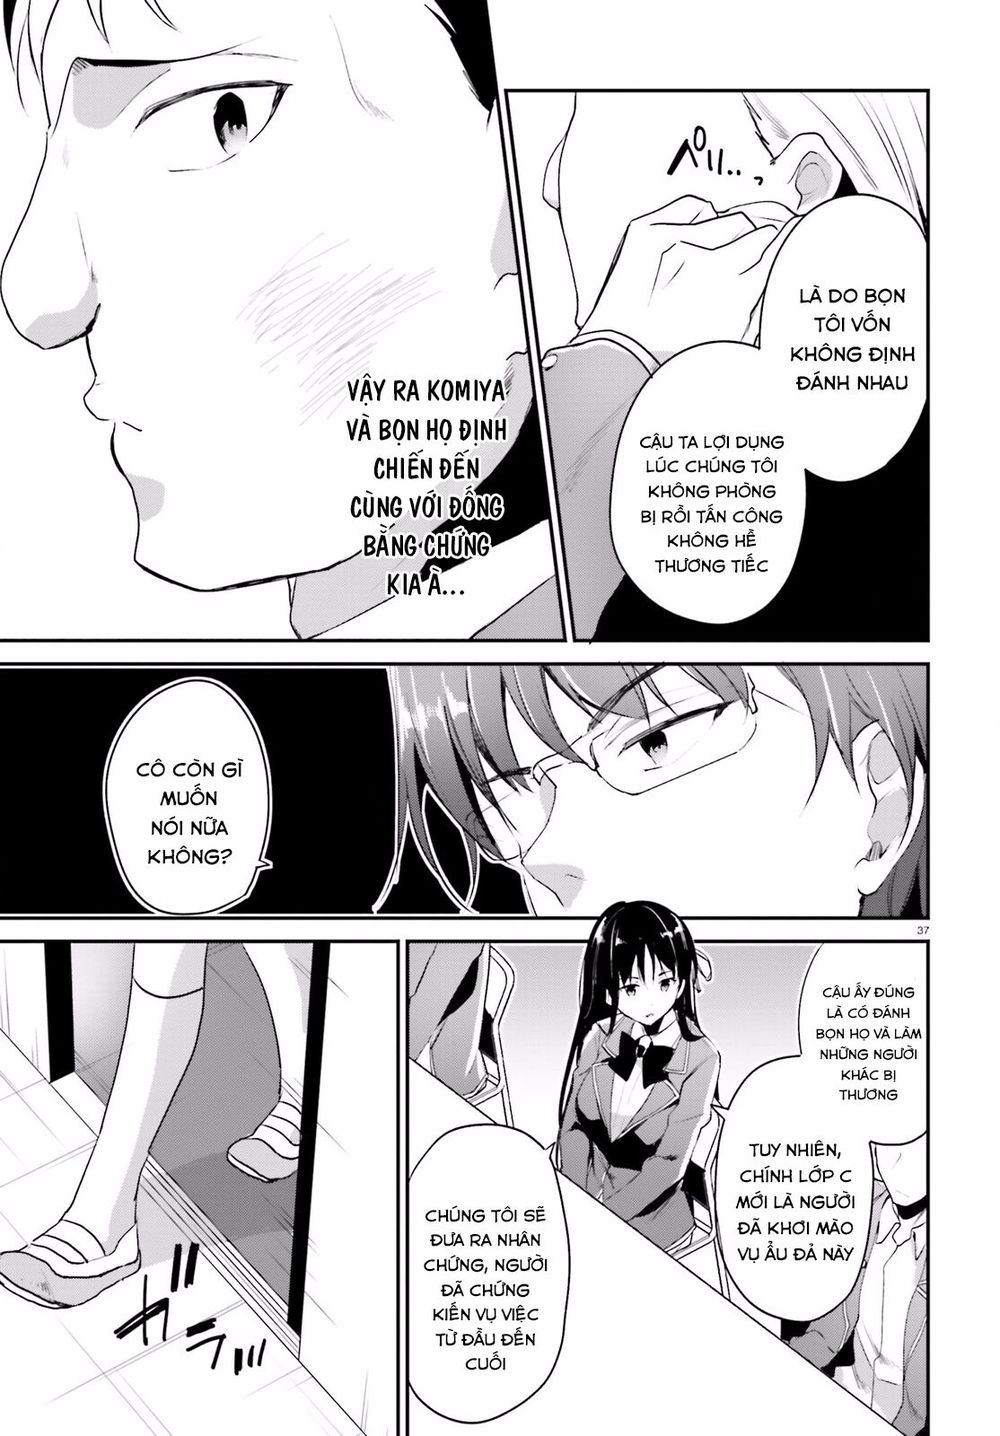 ペリ..っ
LÀ DO BỌN
TÔI VỐN
KHÔNG ĐỊNH
ĐÁNH NHAU
CẬU TA LỢI DỤNG
LÚC CHÚNG TÔI
KHÔNG PHÒNG
BỊ RỒI TẤN CÔNG
KHÔNG HỀ
THƯƠNG TIẾC
VẬY RA KOMIYA
VÀ BỌN HỌ ĐỊNH
CHIẾN ĐẾN
CÙNG VỚI ĐỐNG
BẰNG CHỨNG
KIA À...
CÔ CÒN GÌ
MUỐN
NÓI NỮA
KHÔNG?
37
CẬU ẤY ĐÚNG
LÀ CÓ ĐÁNH
BỌN HỌ VÀ LÀM
NHỮNG NGƯỜI
KHÁC BỊ
THƯƠNG
TUY NHIÊN,
CHÍNH LỚP C
MỚI LÀ NGƯỜI
ĐÃ KHƠI MÀO
VỤ ẨU ĐẢ NÀY
CHÚNG TÔI SẼ
ĐƯA RA NHÂN
CHỨNG, NGƯỜI
ĐÃ CHỨNG
KIẾN VỤ VIỆC
TỪ ĐẦU ĐẾN
CUỐI
ガラッ